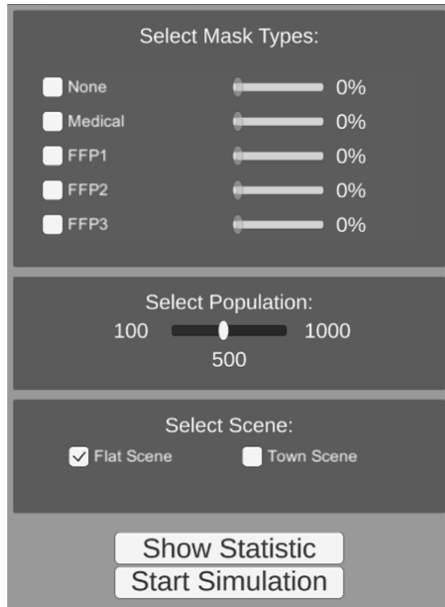 Select Mask Types:
None 0%
Medical 0%
FFP1 0%
FFP2 0%
FFP3 0%
Select Population:
100 1000
500
Select Scene:
Flat Scene Town Scene
Show Statistic
Start Simulation